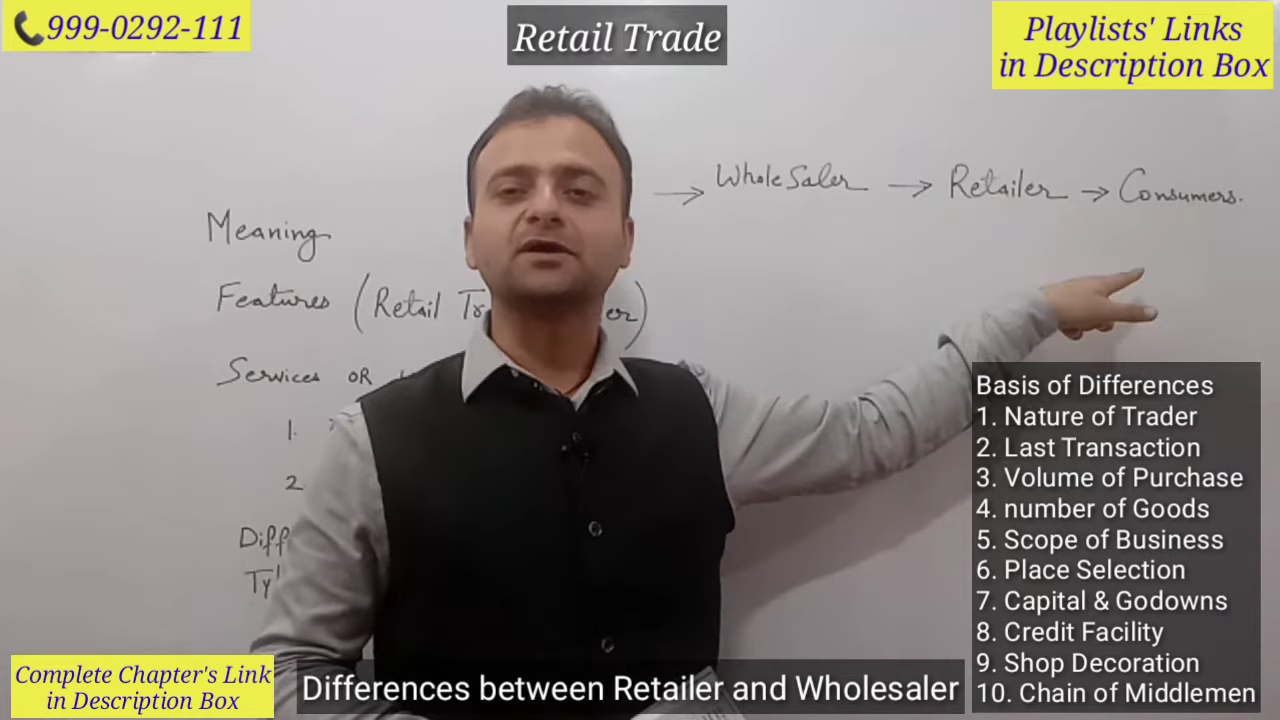 999-0292-111
Retail Trade
Playlists' Links
in Description Box
→ WholeSaler → Retailer → Consumers.
Meaning
Features (Retail er)
Services OR
1.
2
Basis of Differences
1. Nature of Trader
2. Last Transaction
3. Volume of Purchase
4. number of Goods
5. Scope of Business
6. Place Selection
7. Capital & Godowns
8. Credit Facility
9. Shop Decoration
10. Chain of Middlemen
Complete Chapter's Link
in Description Box
Differences between Retailer and Wholesaler